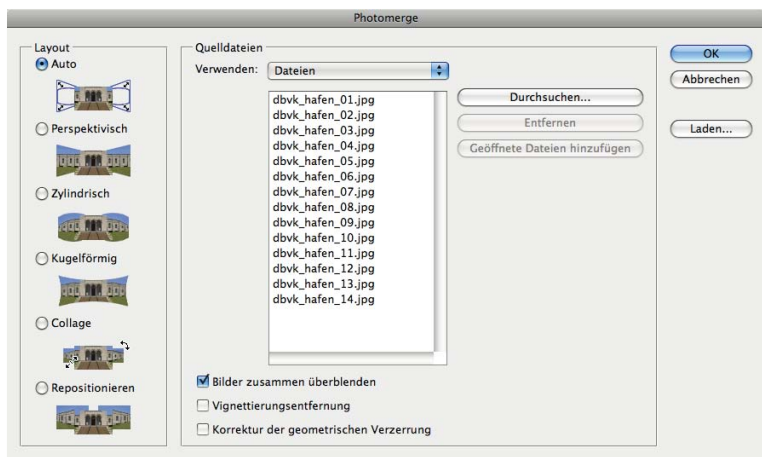 Photomerge
Layout
Auto
Perspektivisch
Zylindrisch
Kugelförmig
Collage
Repositionieren
Quelldateien
Verwenden: Dateien
dbvk_hafen_01.jpg
dbvk_hafen_02.jpg
dbvk_hafen_03.jpg
dbvk_hafen_04.jpg
dbvk_hafen_05.jpg
dbvk_hafen_06.jpg
dbvk_hafen_07.jpg
dbvk_hafen_08.jpg
dbvk_hafen_09.jpg
dbvk_hafen_10.jpg
dbvk_hafen_11.jpg
dbvk_hafen_12.jpg
dbvk_hafen_13.jpg
dbvk_hafen_14.jpg
Durchsuchen...
Entfernen
Geöffnete Dateien hinzufügen
Bilder zusammen überblenden
Vignettierungsentfernung
Korrektur der geometrischen Verzerrung
OK
Abbrechen
Laden...